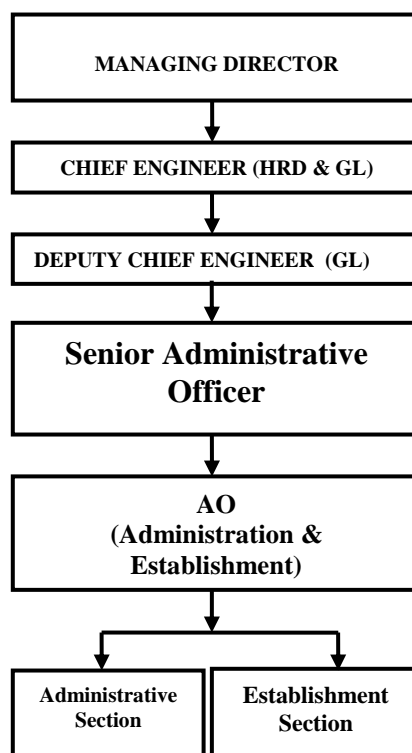 MANAGING DIRECTOR
CHIEF ENGINEER (HRD & GL)
DEPUTY CHIEF ENGINEER (GL)
Senior Administrative
Officer
AO
(Administration &
Establishment)
Administrative
Section
Establishment
Section